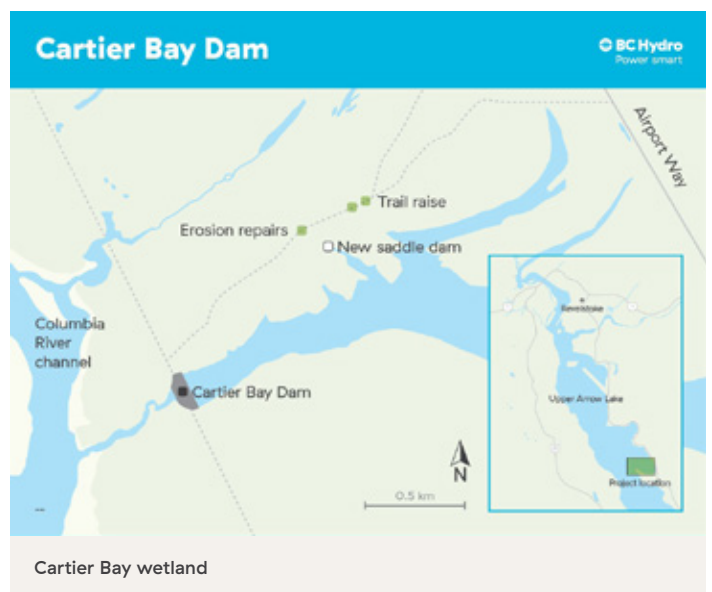 Cartier Bay Dam
BC Hydro
Power smart
Airport Way
Trail raise
Erosion repairs
New saddle dam
Columbia
River
channel
Revelstoke
Upper Arrow Lake
Cartier Bay Dam
N
0.5 km
Project location
Cartier Bay wetland